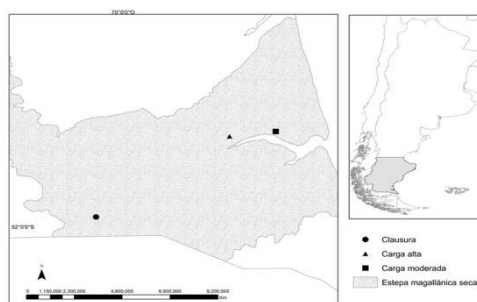 70°0'0"O
52°0'0"S
N
0 1,150,000 2,300,000 4,600,000 6,900,000 9,200,000
Km
Clausura
Carga alta
Carga moderada
Estepa magallánica seca